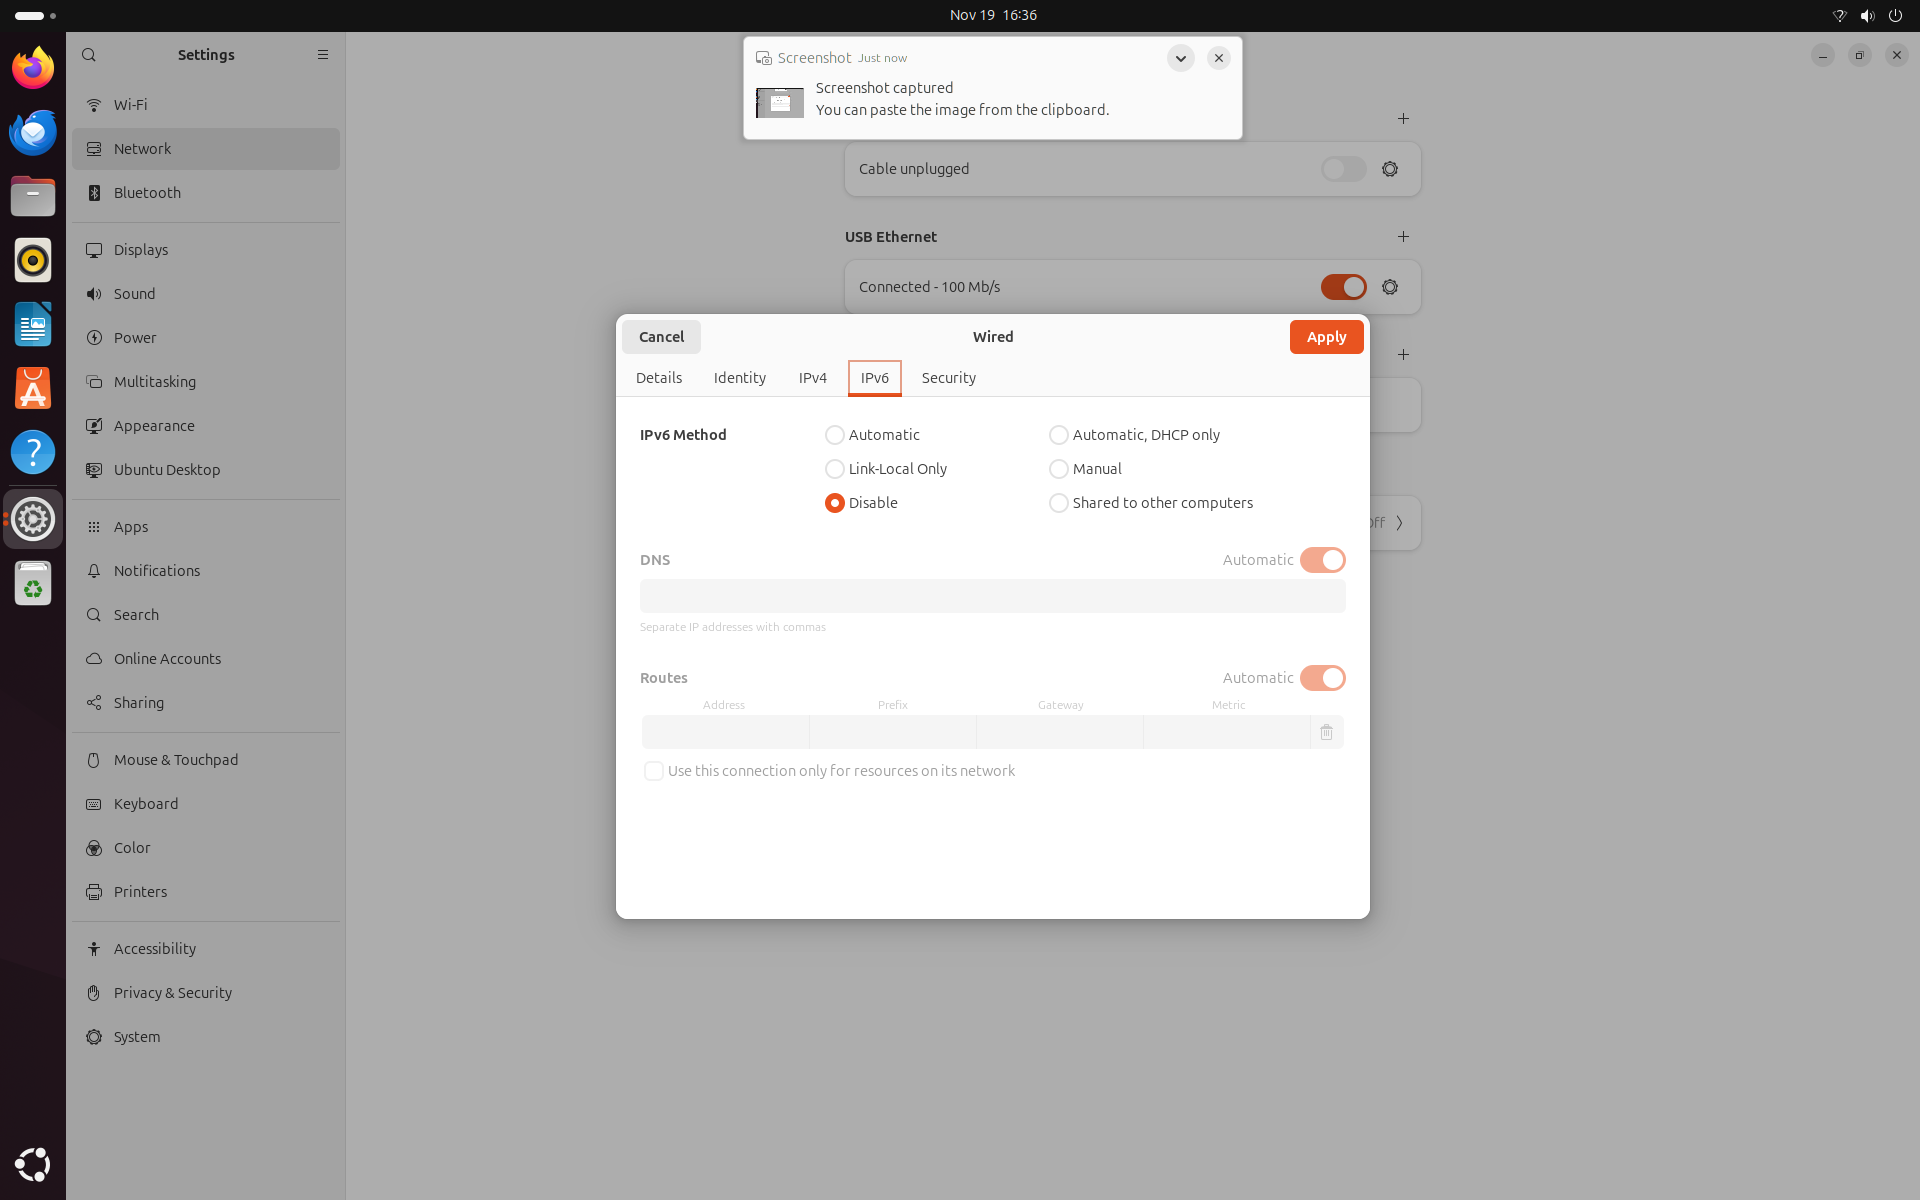 Nov 19 16:36
Settings
Wi-Fi
Network
Bluetooth
Displays
Sound
Power
Multitasking
Appearance
Ubuntu Desktop
Apps
Notifications
Search
Online Accounts
Sharing
Mouse & Touchpad
Keyboard
Color
Printers
Accessibility
Privacy & Security
System
Screenshot Just now
Screenshot captured
You can paste the image from the clipboard.
Cable unplugged
USB Ethernet
Connected - 100 Mb/s
Off
Cancel Wired Apply
Details Identity IPv4 IPv6 Security
IPv6 Method Automatic Automatic, DHCP only
Link-Local Only Manual
Disable Shared to other computers
DNS Automatic
Separate IP addresses with commas
Routes Automatic
Address Prefix Gateway Metric
Use this connection only for resources on its network